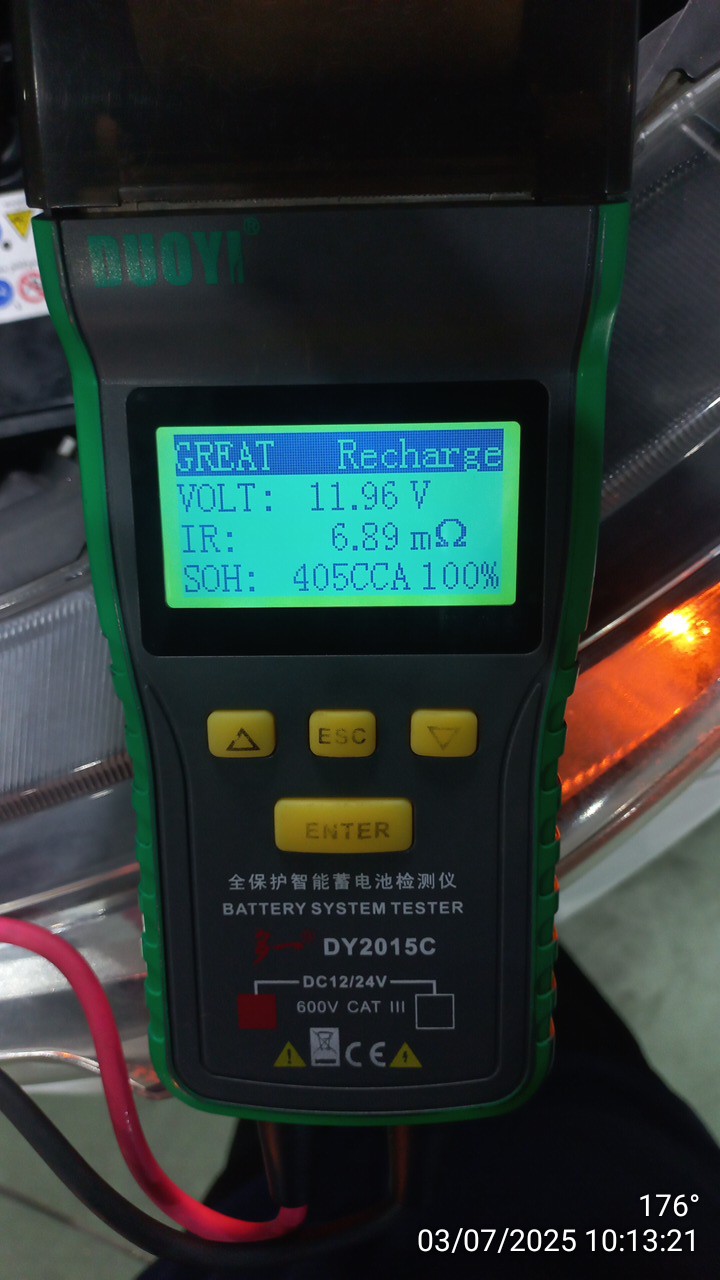 DUOYI®
GREAT Recharge
VOLT: 11.96 V
IR: 6.89 mΩ
SOH: 405CCA 100%
ESC
ENTER
全保护智能蓄电池检测仪
BATTERY SYSTEM TESTER
DY2015C
DC12/24V
600V CAT III
CE
176°
03/07/2025 10:13:21